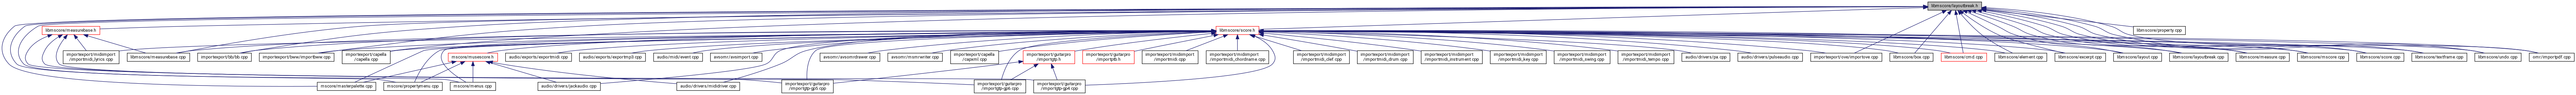 libmscore/layoutbreak.h
libmscore/measurebase.h
libmscore/score.h
libmscore/property.cpp
importexport/midiimport
/importmidi_lyrics.cpp
libmscore/measurebase.cpp
importexport/bb/bb.cpp
importexport/bww/importbww.cpp
importexport/capella
/capella.cpp
mscore/musescore.h
audio/exports/exportmidi.cpp
audio/exports/exportmp3.cpp
audio/midi/event.cpp
avsomr/avsimport.cpp
avsomr/avsomrdrawer.cpp
avsomr/msmrwriter.cpp
importexport/capella
/capxml.cpp
importexport/guitarpro
/importgtp.h
importexport/guitarpro
/importptb.h
importexport/midiimport
/importmidi.cpp
importexport/midiimport
/importmidi_chordname.cpp
importexport/midiimport
/importmidi_clef.cpp
importexport/midiimport
/importmidi_drum.cpp
importexport/midiimport
/importmidi_instrument.cpp
importexport/midiimport
/importmidi_key.cpp
importexport/midiimport
/importmidi_swing.cpp
importexport/midiimport
/importmidi_tempo.cpp
audio/drivers/pa.cpp
audio/drivers/pulseaudio.cpp
importexport/ove/importove.cpp
libmscore/box.cpp
libmscore/cmd.cpp
libmscore/element.cpp
libmscore/excerpt.cpp
libmscore/layout.cpp
libmscore/layoutbreak.cpp
libmscore/measure.cpp
libmscore/mscore.cpp
libmscore/score.cpp
libmscore/textframe.cpp
libmscore/undo.cpp
omr/importpdf.cpp
mscore/masterpalette.cpp
mscore/propertymenu.cpp
mscore/menus.cpp
audio/drivers/jackaudio.cpp
audio/drivers/mididriver.cpp
importexport/guitarpro
/importgtp-gp5.cpp
importexport/guitarpro
/importgtp-gp6.cpp
importexport/guitarpro
/importgtp-gp4.cpp